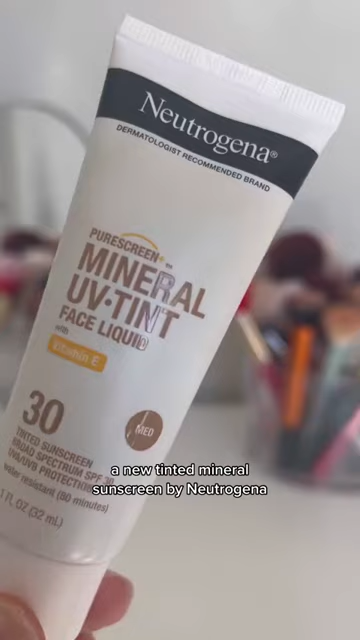 Neutrogena®
DERMATOLOGIST RECOMMENDED BRAND
PURESCREEN+™
MINERAL
UV·TINT
FACE LIQUID
with
vitamin E
30
MED
TINTED SUNSCREEN
BROAD SPECTRUM SPF 30
UVA/UVB PROTECTION
water resistant (80 minutes)
1 FL OZ (32 mL)
a new tinted mineral
sunscreen by Neutrogena